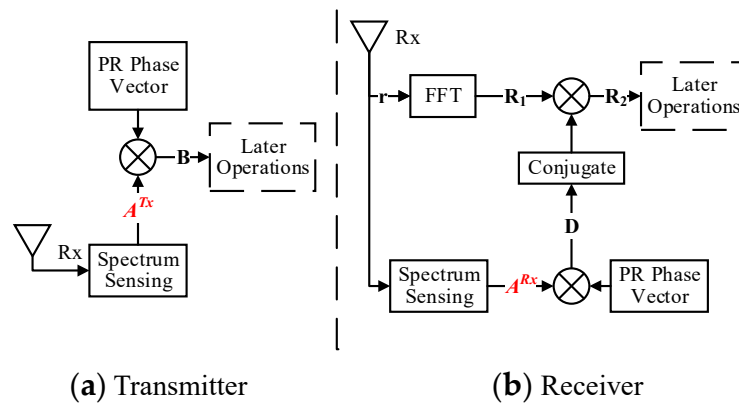 PR Phase
Vector
B
Later
Operations
A^Tx
Rx
Spectrum
Sensing
(a) Transmitter
Rx
r
FFT
R₁
R₂
Later
Operations
Conjugate
D
Spectrum
Sensing
A^Rx
PR Phase
Vector
(b) Receiver